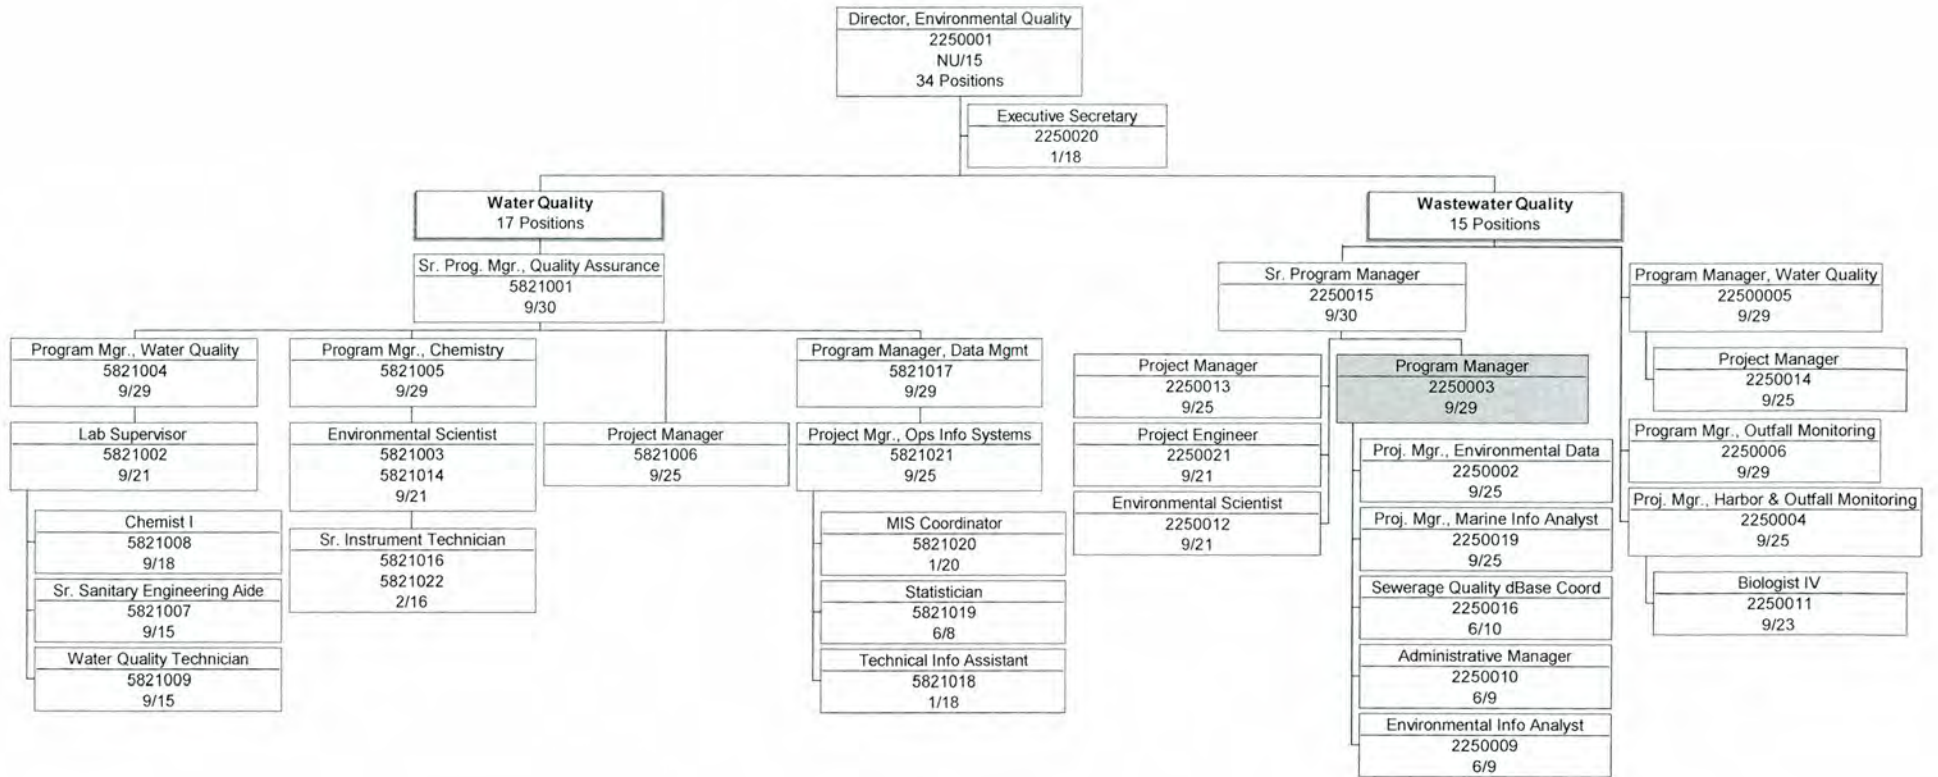 Director, Environmental Quality
2250001
NU/15
34 Positions
Executive Secretary
2250020
1/18
Water Quality
17 Positions
Sr. Prog. Mgr., Quality Assurance
5821001
9/30
Program Mgr., Water Quality
5821004
9/29
Lab Supervisor
5821002
9/21
Chemist I
5821008
9/18
Sr. Sanitary Engineering Aide
5821007
9/15
Water Quality Technician
5821009
9/15
Program Mgr., Chemistry
5821005
9/29
Environmental Scientist
5821003
5821014
9/21
Sr. Instrument Technician
5821016
5821022
2/16
Project Manager
5821006
9/25
Program Manager, Data Mgmt
5821017
9/29
Project Mgr., Ops Info Systems
5821021
9/25
MIS Coordinator
5821020
1/20
Statistician
5821019
6/8
Technical Info Assistant
5821018
1/18
Wastewater Quality
15 Positions
Sr. Program Manager
2250015
9/30
Project Manager
2250013
9/25
Project Engineer
2250021
9/21
Environmental Scientist
2250012
9/21
Program Manager
2250003
9/29
Proj. Mgr., Environmental Data
2250002
9/25
Proj. Mgr., Marine Info Analyst
2250019
9/25
Sewerage Quality dBase Coord
2250016
6/10
Administrative Manager
2250010
6/9
Environmental Info Analyst
2250009
6/9
Program Manager, Water Quality
22500005
9/29
Project Manager
2250014
9/25
Program Mgr., Outfall Monitoring
2250006
9/29
Proj. Mgr., Harbor & Outfall Monitoring
2250004
9/25
Biologist IV
2250011
9/23